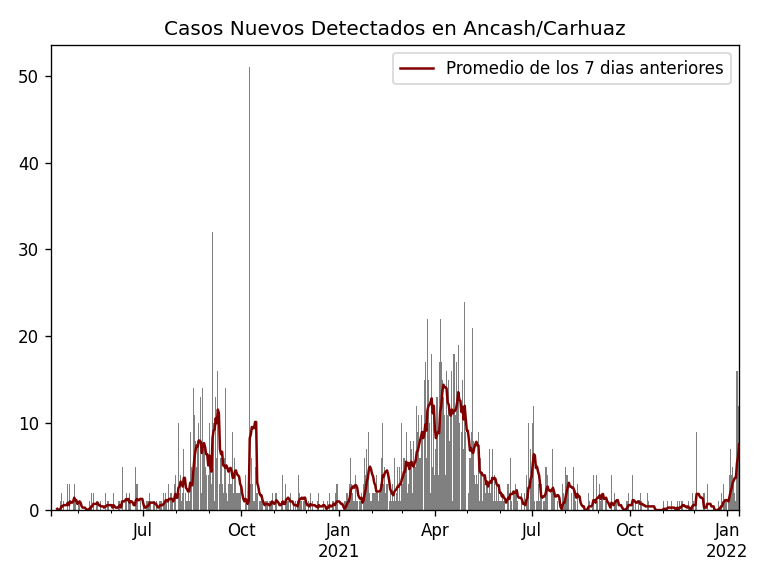 Casos Nuevos Detectados en Ancash/Carhuaz
Promedio de los 7 dias anteriores
50
40
30
20
10
0
Jul Oct Jan Apr Jul Oct Jan
2021 2022